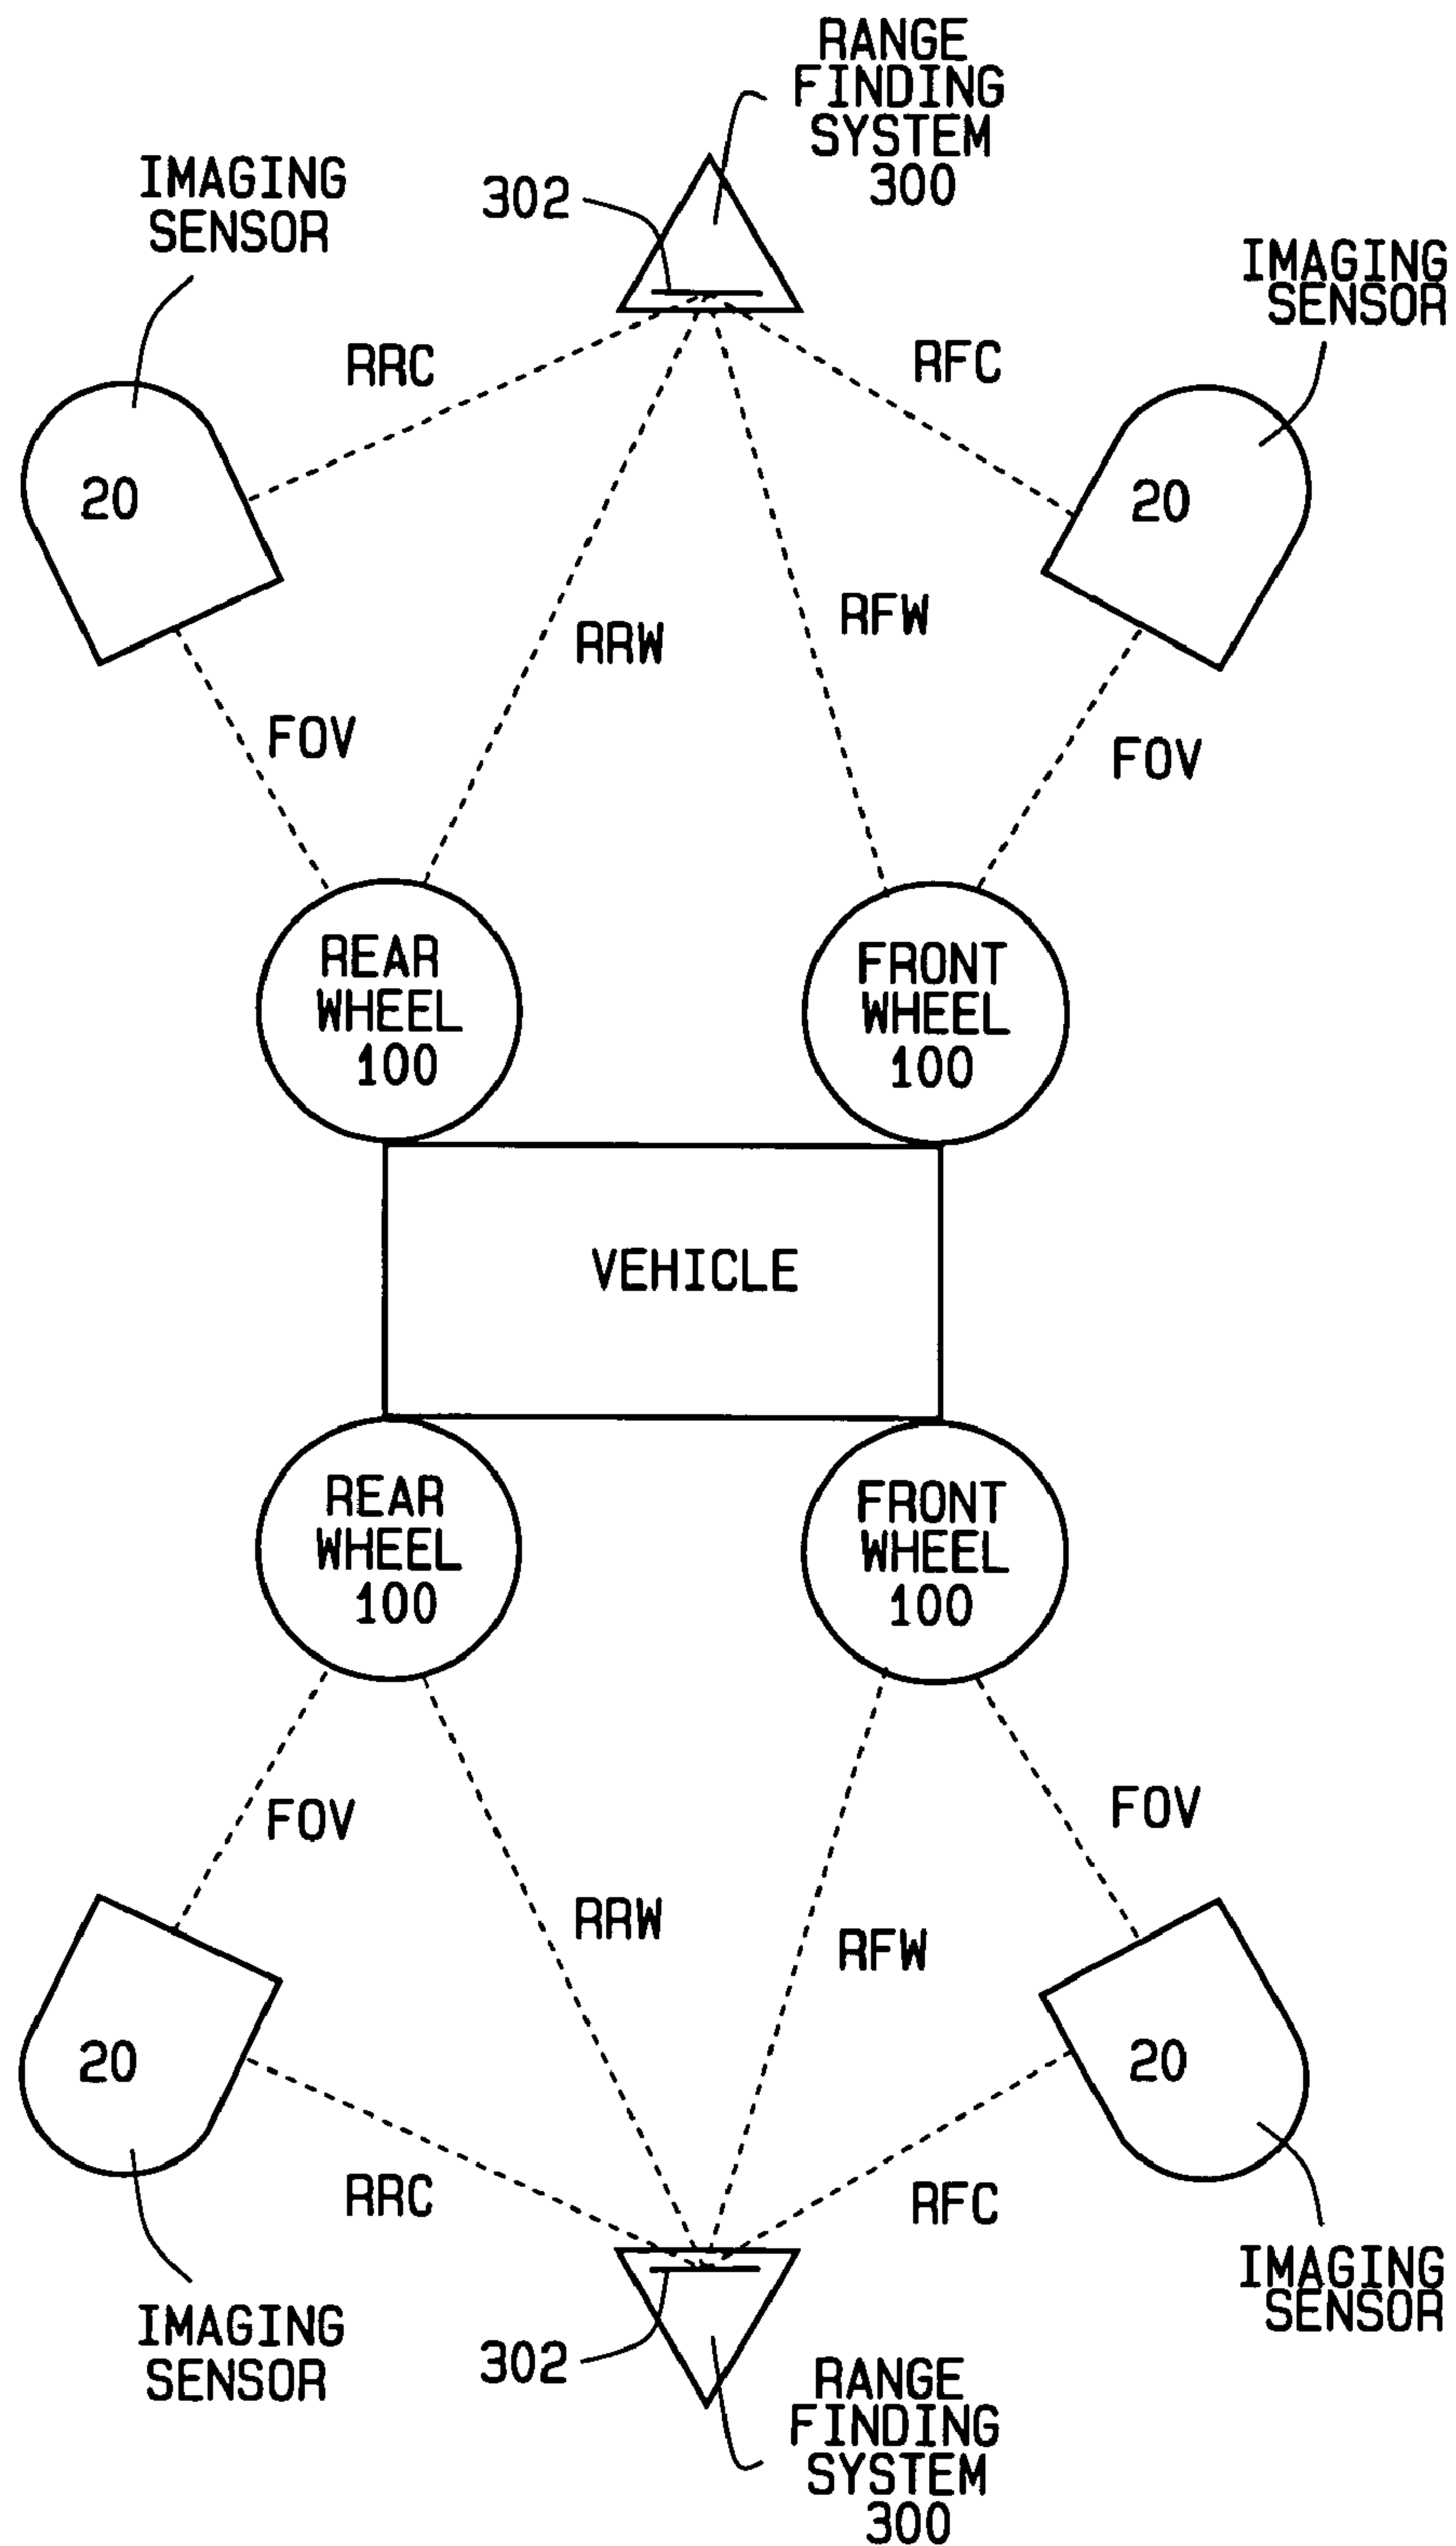 RANGE
FINDING
SYSTEM
300
302
IMAGING
SENSOR
IMAGING
SENSOR
RRC
RFC
20
20
RRW
RFW
FOV
FOV
REAR
WHEEL
100
FRONT
WHEEL
100
VEHICLE
REAR
WHEEL
100
FRONT
WHEEL
100
FOV
FOV
RRW
RFW
20
20
RRC
RFC
IMAGING
SENSOR
IMAGING
SENSOR
302
RANGE
FINDING
SYSTEM
300